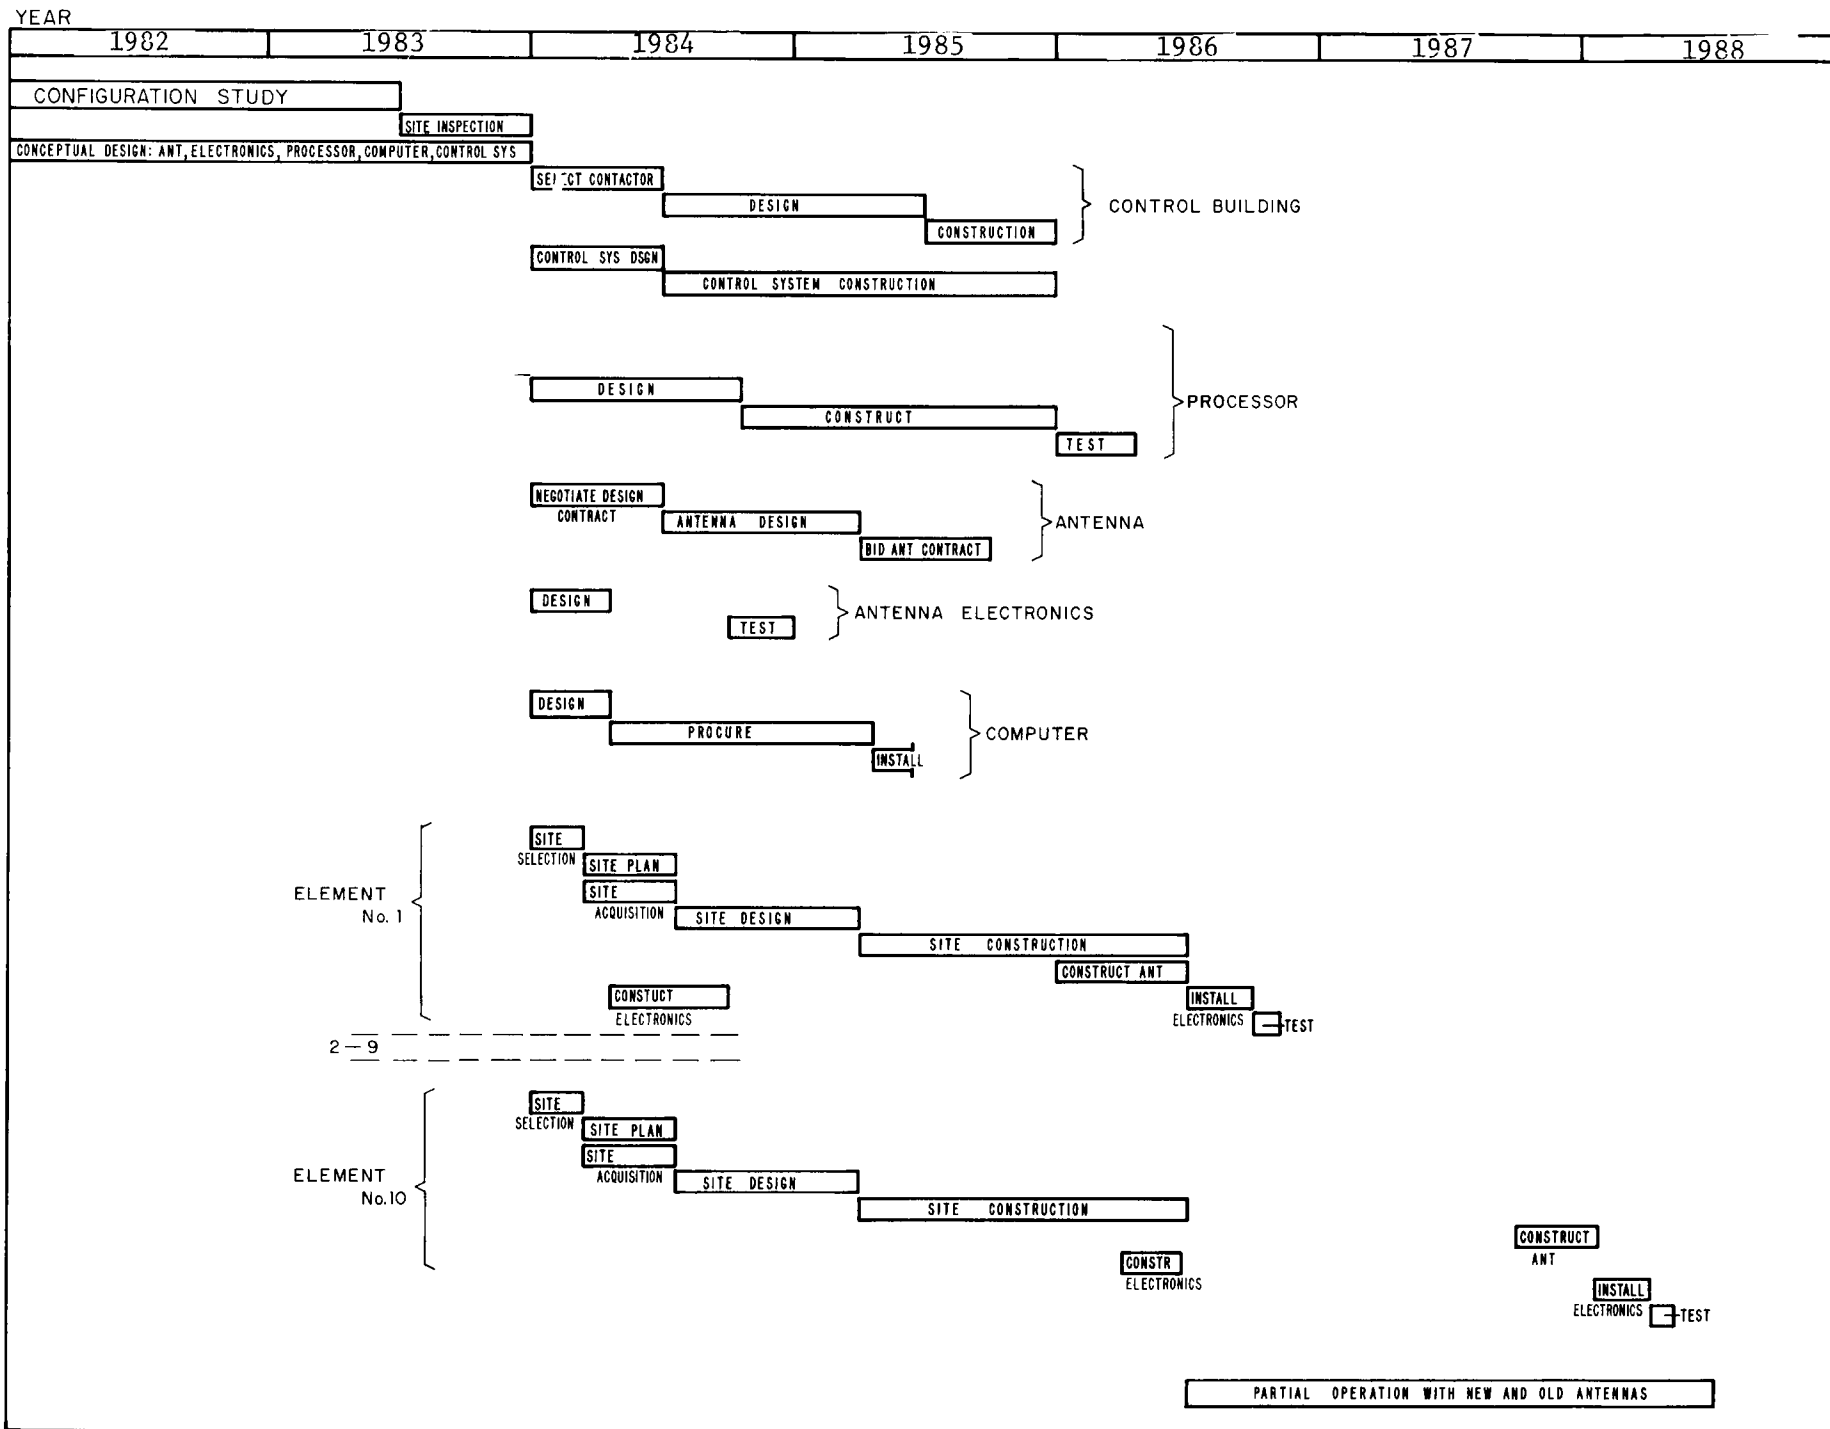 YEAR
1982 1983 1984 1985 1986 1987 1988
CONFIGURATION STUDY
SITE INSPECTION
CONCEPTUAL DESIGN: ANT, ELECTRONICS, PROCESSOR, COMPUTER, CONTROL SYS
CONTACTOR
DESIGN
CONTROL BUILDING
CONSTRUCTION
CONTROL SYS DSGN
CONTROL SYSTEM CONSTRUCTION
DESIGN
CONSTRUCT
PROCESSOR
TEST
NEGOTIATE DESIGN
CONTRACT
ANTENNA DESIGN
ANTENNA
BID ANT CONTRACT
DESIGN
ANTENNA ELECTRONICS
TEST
DESIGN
PROCURE
COMPUTER
INSTALL
SITE
SELECTION
SITE PLAN
SITE
ACQUISITION
ELEMENT
No. 1
SITE DESIGN
SITE CONSTRUCTION
CONSTRUCT ANT
CONSTUCT
ELECTRONICS
INSTALL
ELECTRONICS
TEST
2 — 9
SITE
SELECTION
SITE PLAN
SITE
ACQUISITION
ELEMENT
No. 10
SITE DESIGN
SITE CONSTRUCTION
CONSTRUCT
ANT
CONSTR
ELECTRONICS
INSTALL
ELECTRONICS
TEST
PARTIAL OPERATION WITH NEW AND OLD ANTENNAS